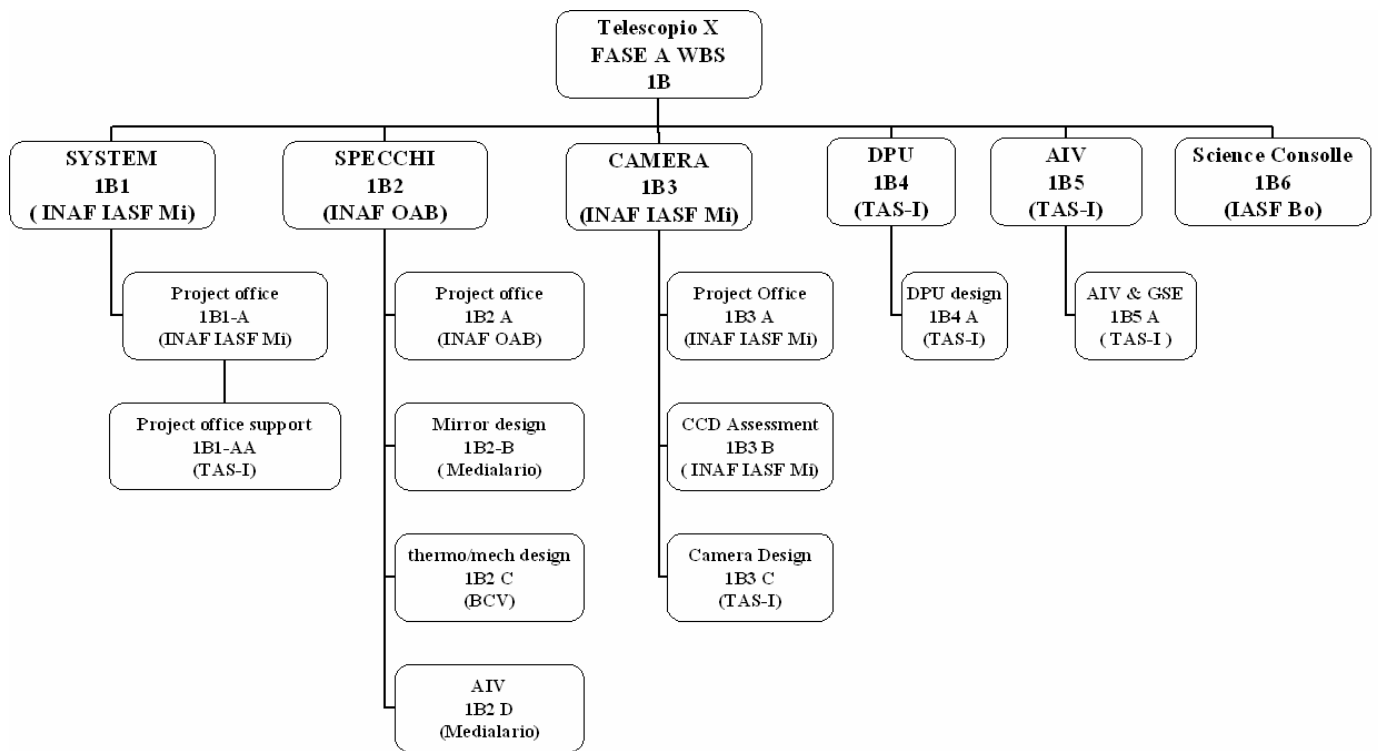 Telescopio X
FASE A WBS
1B
SYSTEM
1B1
( INAF IASF Mi)
SPECCHI
1B2
(INAF OAB)
CAMERA
1B3
(INAF IASF Mi)
DPU
1B4
(TAS-I)
AIV
1B5
(TAS-I)
Science Consolle
1B6
(IASF Bo)
Project office
1B1-A
(INAF IASF Mi)
Project office
1B2 A
(INAF OAB)
Project Office
1B3 A
(INAF IASF Mi)
DPU design
1B4 A
(TAS-I)
AIV & GSE
1B5 A
( TAS-I )
Project office support
1B1-AA
(TAS-I)
Mirror design
1B2-B
( Medialario)
CCD Assessment
1B3 B
( INAF IASF Mi)
thermo/mech design
1B2 C
(BCV)
Camera Design
1B3 C
(TAS-I)
AIV
1B2 D
(Medialario)